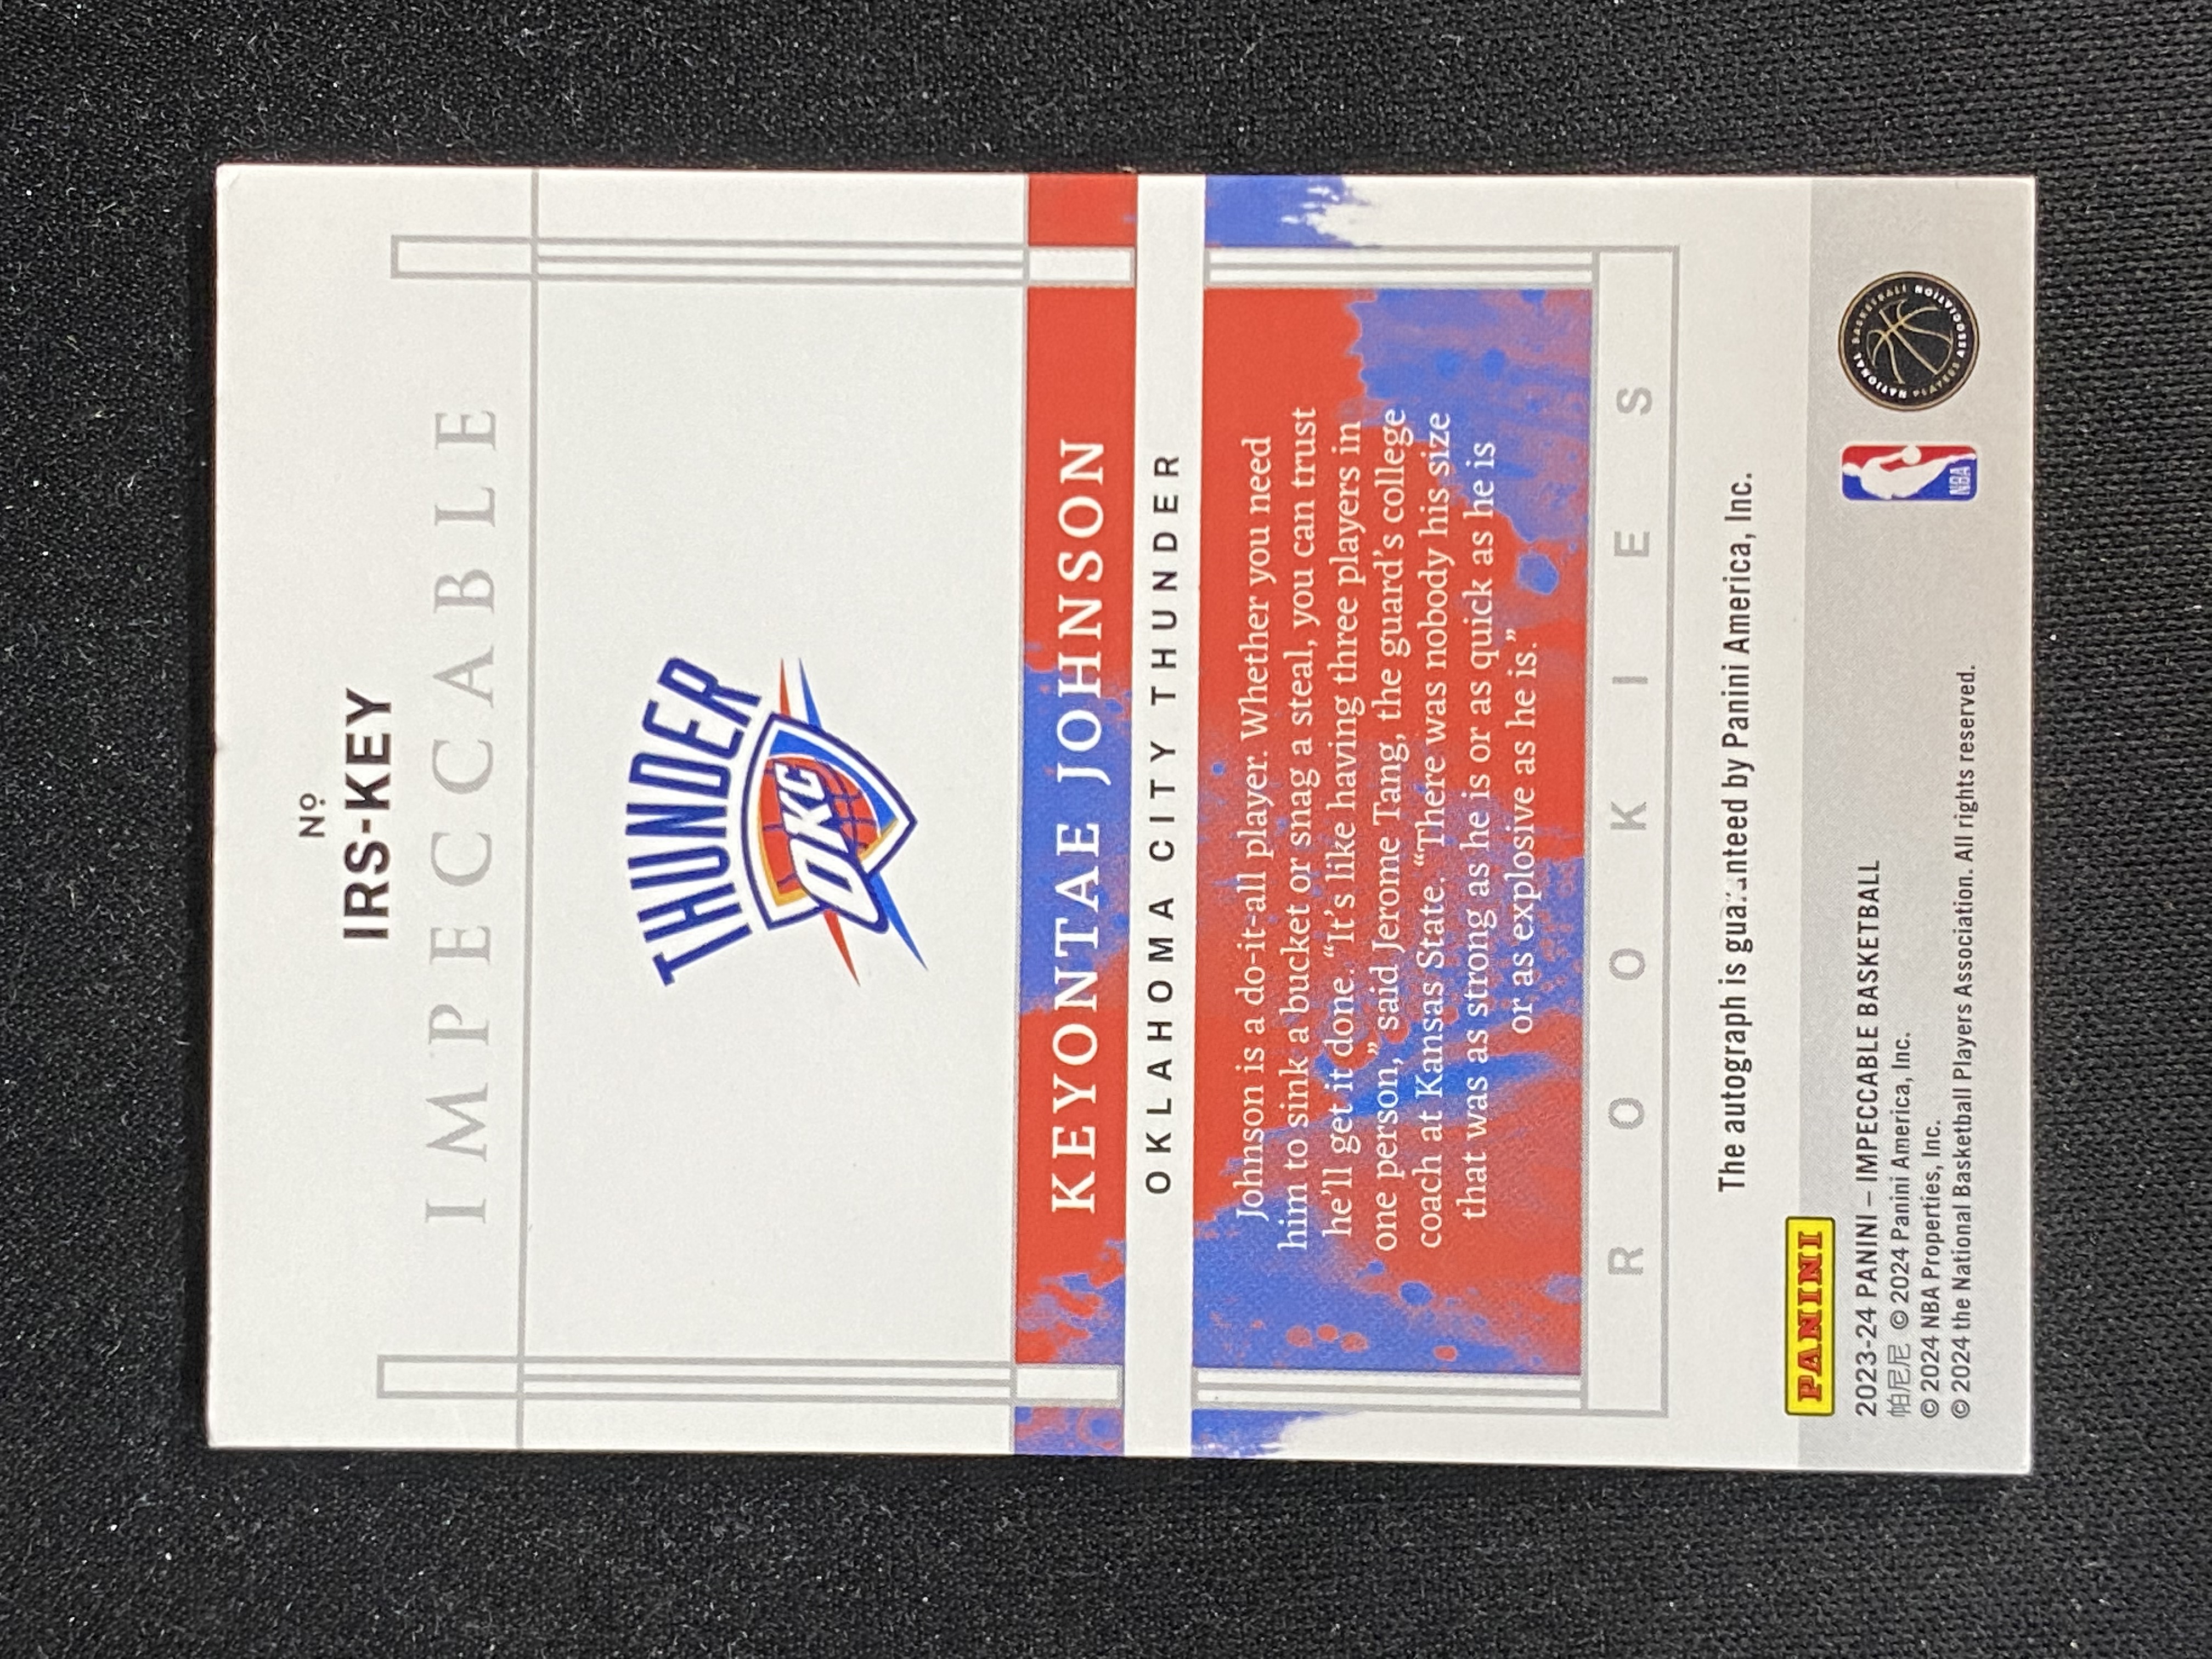 Nº
IRS-KEY
IMPECCABLE
THUNDER
OKC
KEYONTAE JOHNSON
OKLAHOMA CITY THUNDER
Johnson is a do-it-all player. Whether you need
him to sink a bucket or snag a steal, you can trust
he'll get it done. “It's like having three players in
one person,” said Jerome Tang, the guard's college
coach at Kansas State. “There was nobody his size
that was as strong as he is or as quick as he is
or as explosive as he is.”
ROOKIES
The autograph is guaranteed by Panini America, Inc.
PANINI
2023-24 PANINI – IMPECCABLE BASKETBALL
帕尼尼 © 2024 Panini America, Inc.
© 2024 NBA Properties, Inc.
© 2024 the National Basketball Players Association. All rights reserved.
NBA
NATIONAL BASKETBALL PLAYERS ASSOCIATION